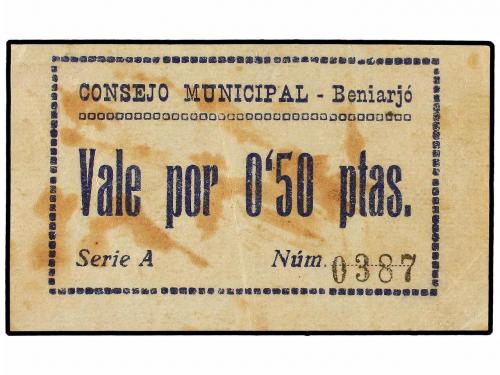 CONSEJO MUNICIPAL - Beniarjó
Vale por 0'50 ptas.
Serie A Núm. 0387